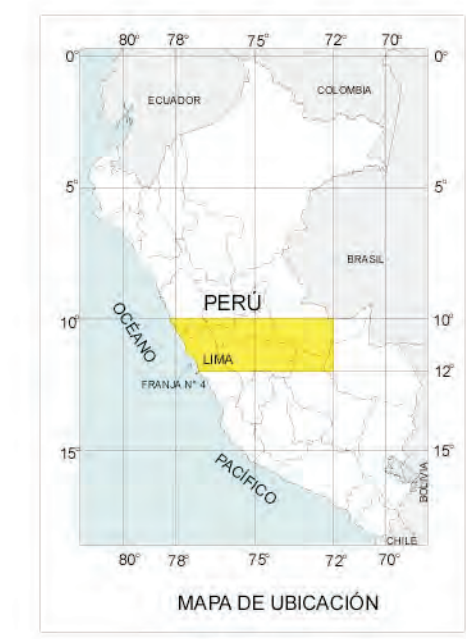 80° 78° 75° 72° 70°
0° 0°
ECUADOR
COLOMBIA
5° 5°
BRASIL
PERÚ
OCÉANO
10° 10°
LIMA
12°
FRANJA N° 4
15° 15°
PACÍFICO
BOLIVIA
CHILE
80° 78° 75° 72° 70°
MAPA DE UBICACIÓN